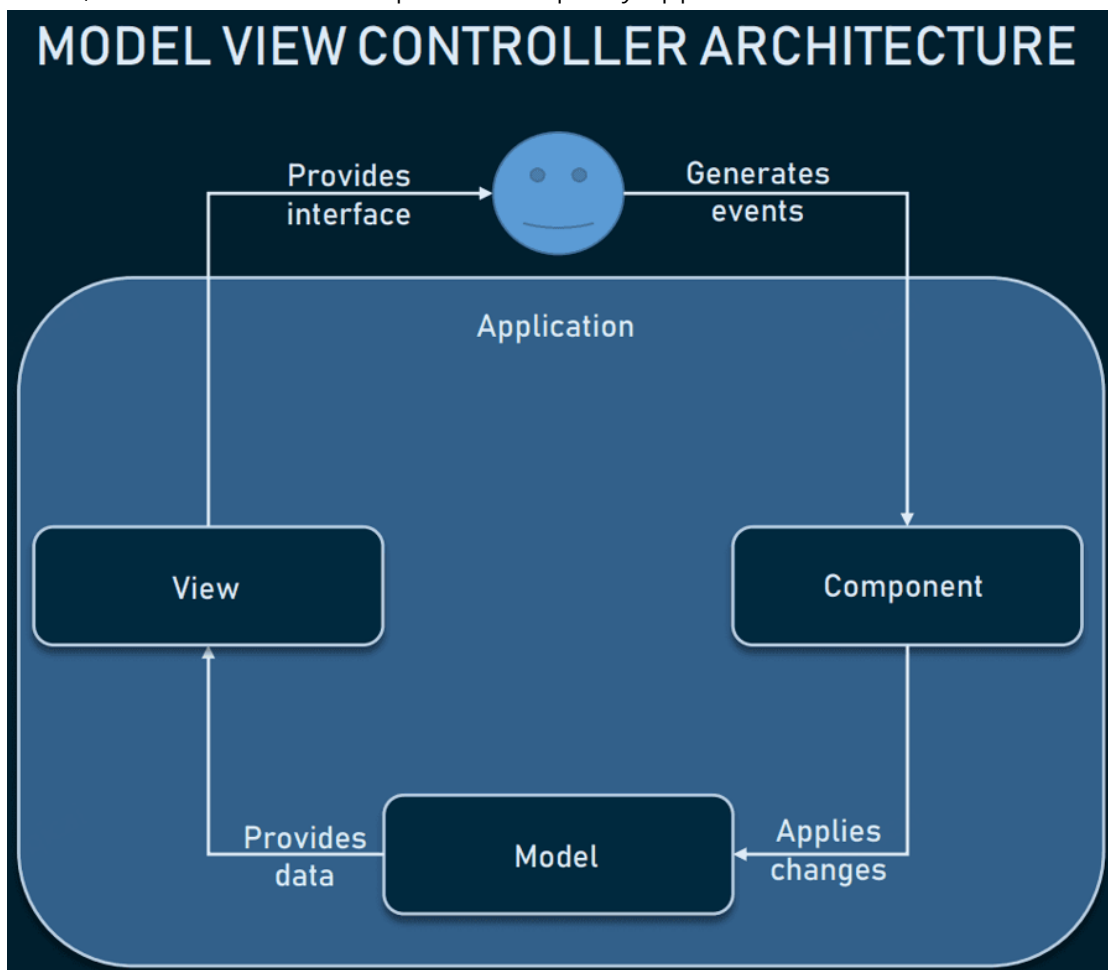 MODEL VIEW CONTROLLER ARCHITECTURE
Provides
interface
Generates
events
Application
View
Component
Provides
data
Model
Applies
changes